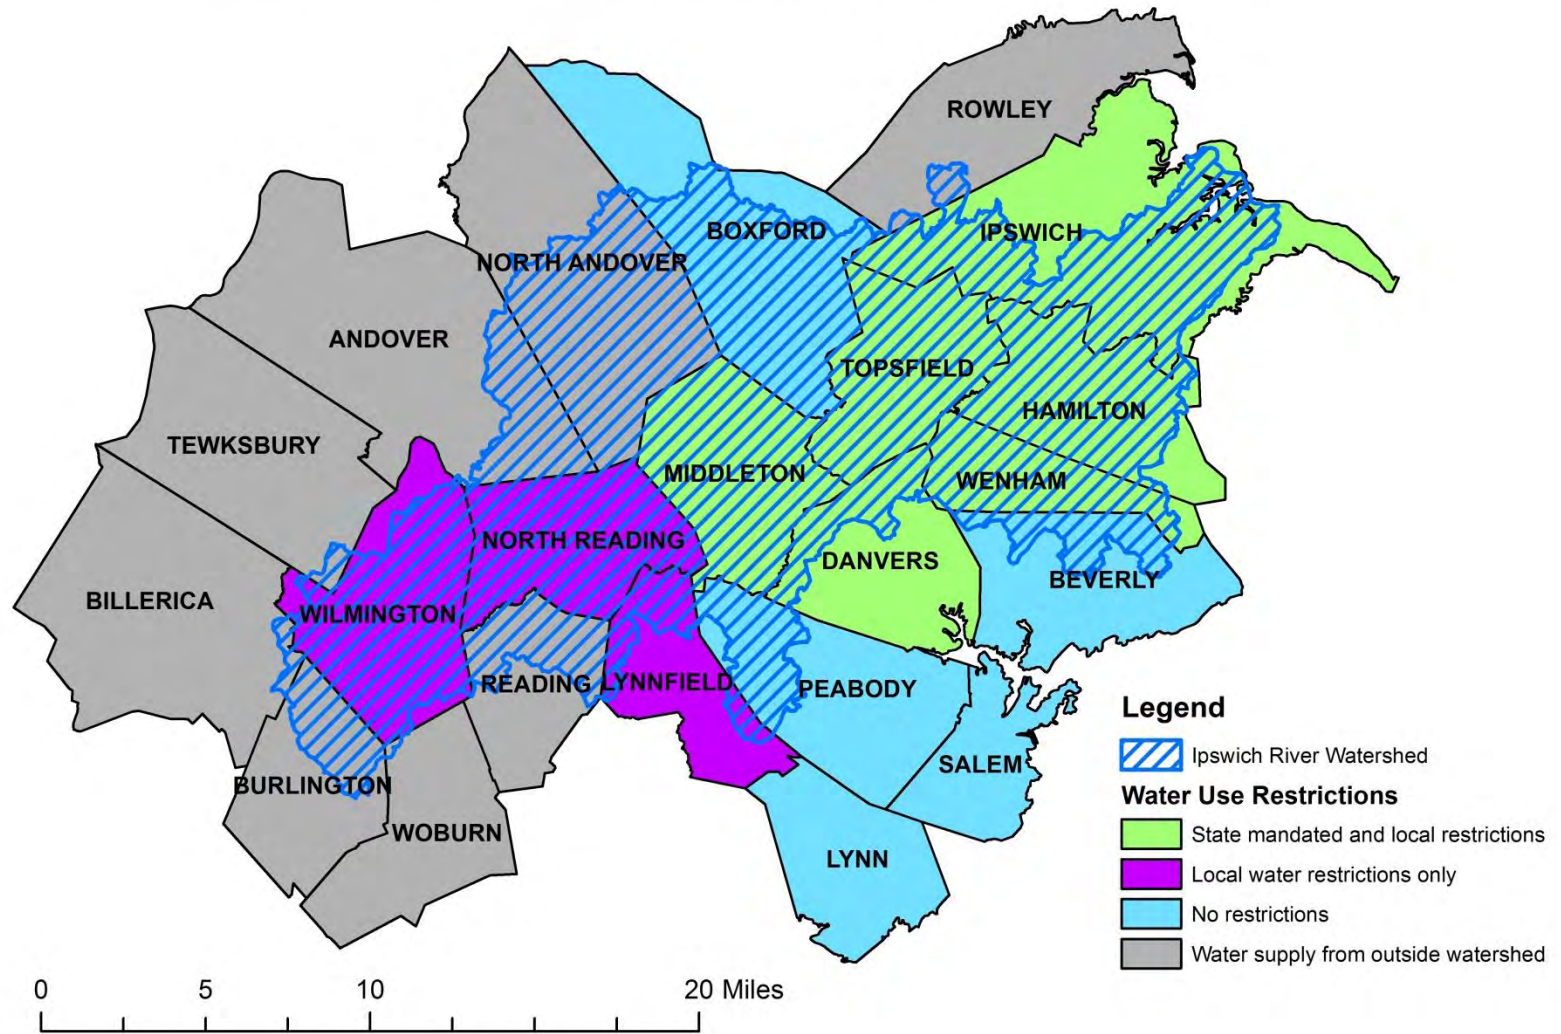 ROWLEY
BOXFORD
IPSWICH
NORTH ANDOVER
ANDOVER
TOPSFIELD
HAMILTON
TEWKSBURY
MIDDLETON
WENHAM
NORTH READING
DANVERS
BEVERLY
BILLERICA
WILMINGTON
READING
LYNNFIELD
PEABODY
SALEM
BURLINGTON
WOBURN
LYNN
Legend
Ipswich River Watershed
Water Use Restrictions
State mandated and local restrictions
Local water restrictions only
No restrictions
Water supply from outside watershed
0 5 10 20 Miles